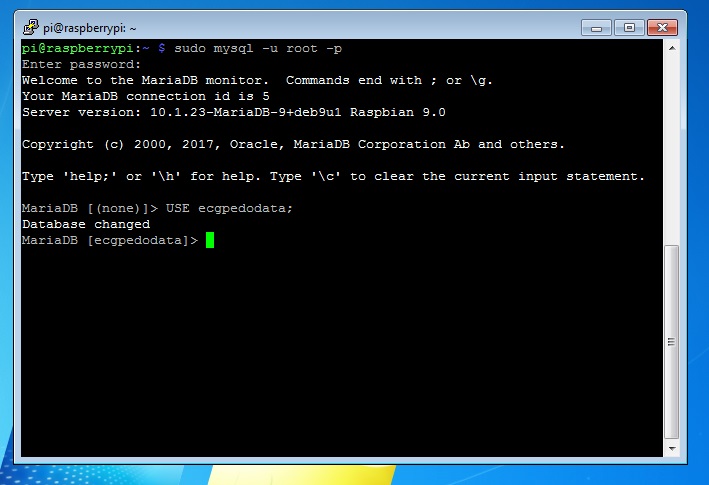 pi@raspberrypi: ~
pi@raspberrypi:~ $ sudo mysql -u root -p
Enter password:
Welcome to the MariaDB monitor.  Commands end with ; or \g.
Your MariaDB connection id is 5
Server version: 10.1.23-MariaDB-9+deb9u1 Raspbian 9.0
Copyright (c) 2000, 2017, Oracle, MariaDB Corporation Ab and others.
Type 'help;' or '\h' for help. Type '\c' to clear the current input statement.
MariaDB [(none)]> USE ecgpedodata;
Database changed
MariaDB [ecgpedodata]>